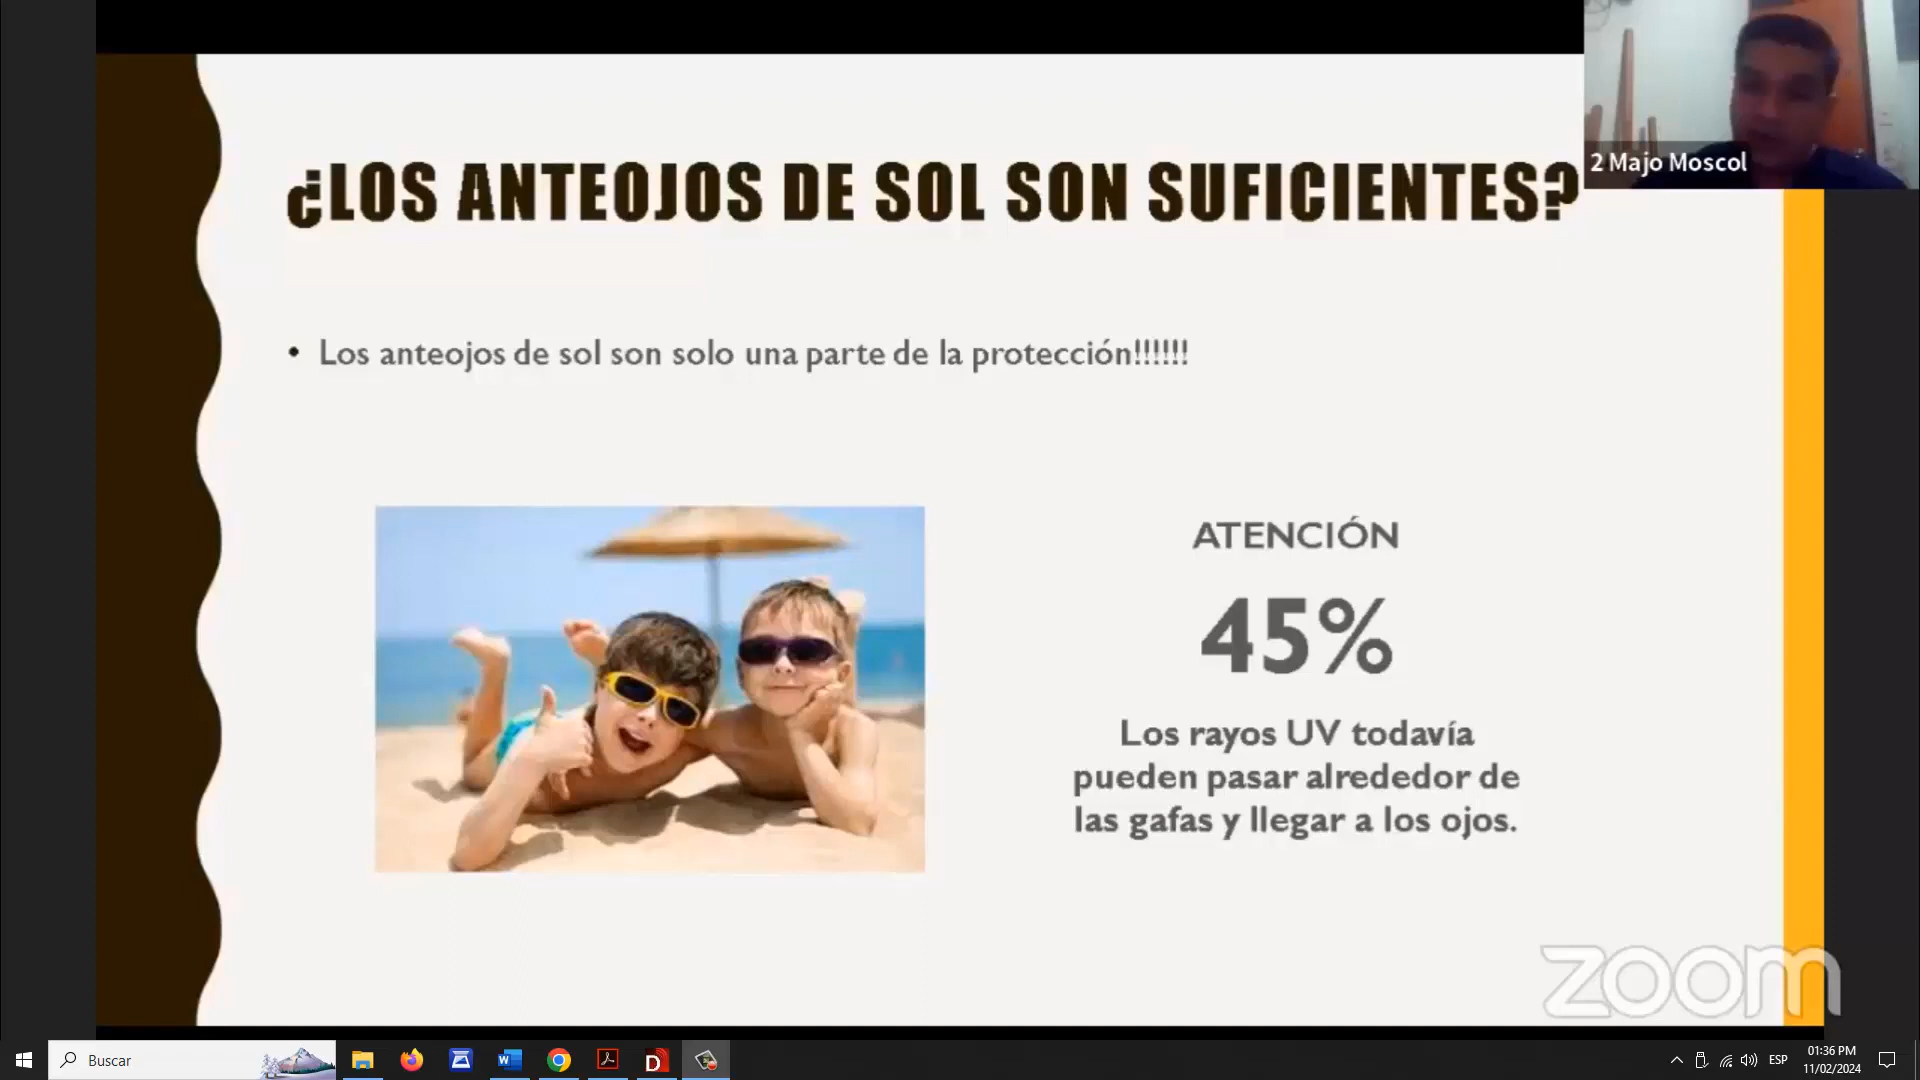 ¿LOS ANTEOJOS DE SOL SON SUFICIENTES?
2 Majo Moscol
• Los anteojos de sol son solo una parte de la protección!!!!!!
ATENCIÓN
45%
Los rayos UV todavía
pueden pasar alrededor de
las gafas y llegar a los ojos.
zoom
Buscar
ESP
01:36 PM
11/02/2024